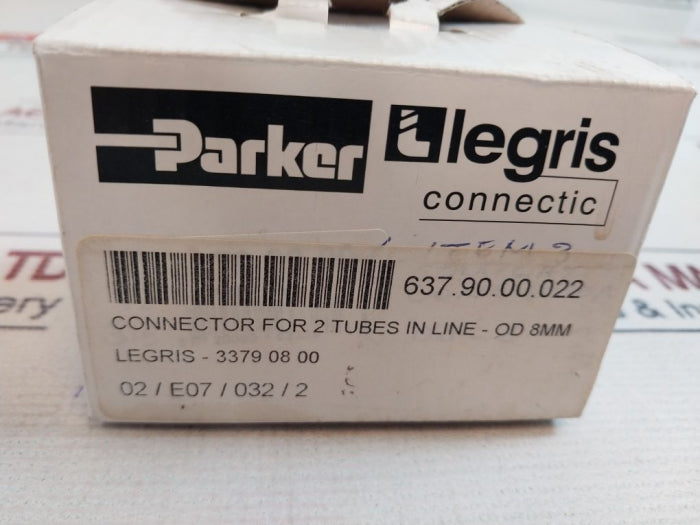 Parker
legris
connectic
637.90.00.022
CONNECTOR FOR 2 TUBES IN LINE - OD 8MM
LEGRIS - 3379 08 00
02 / E07 / 032 / 2